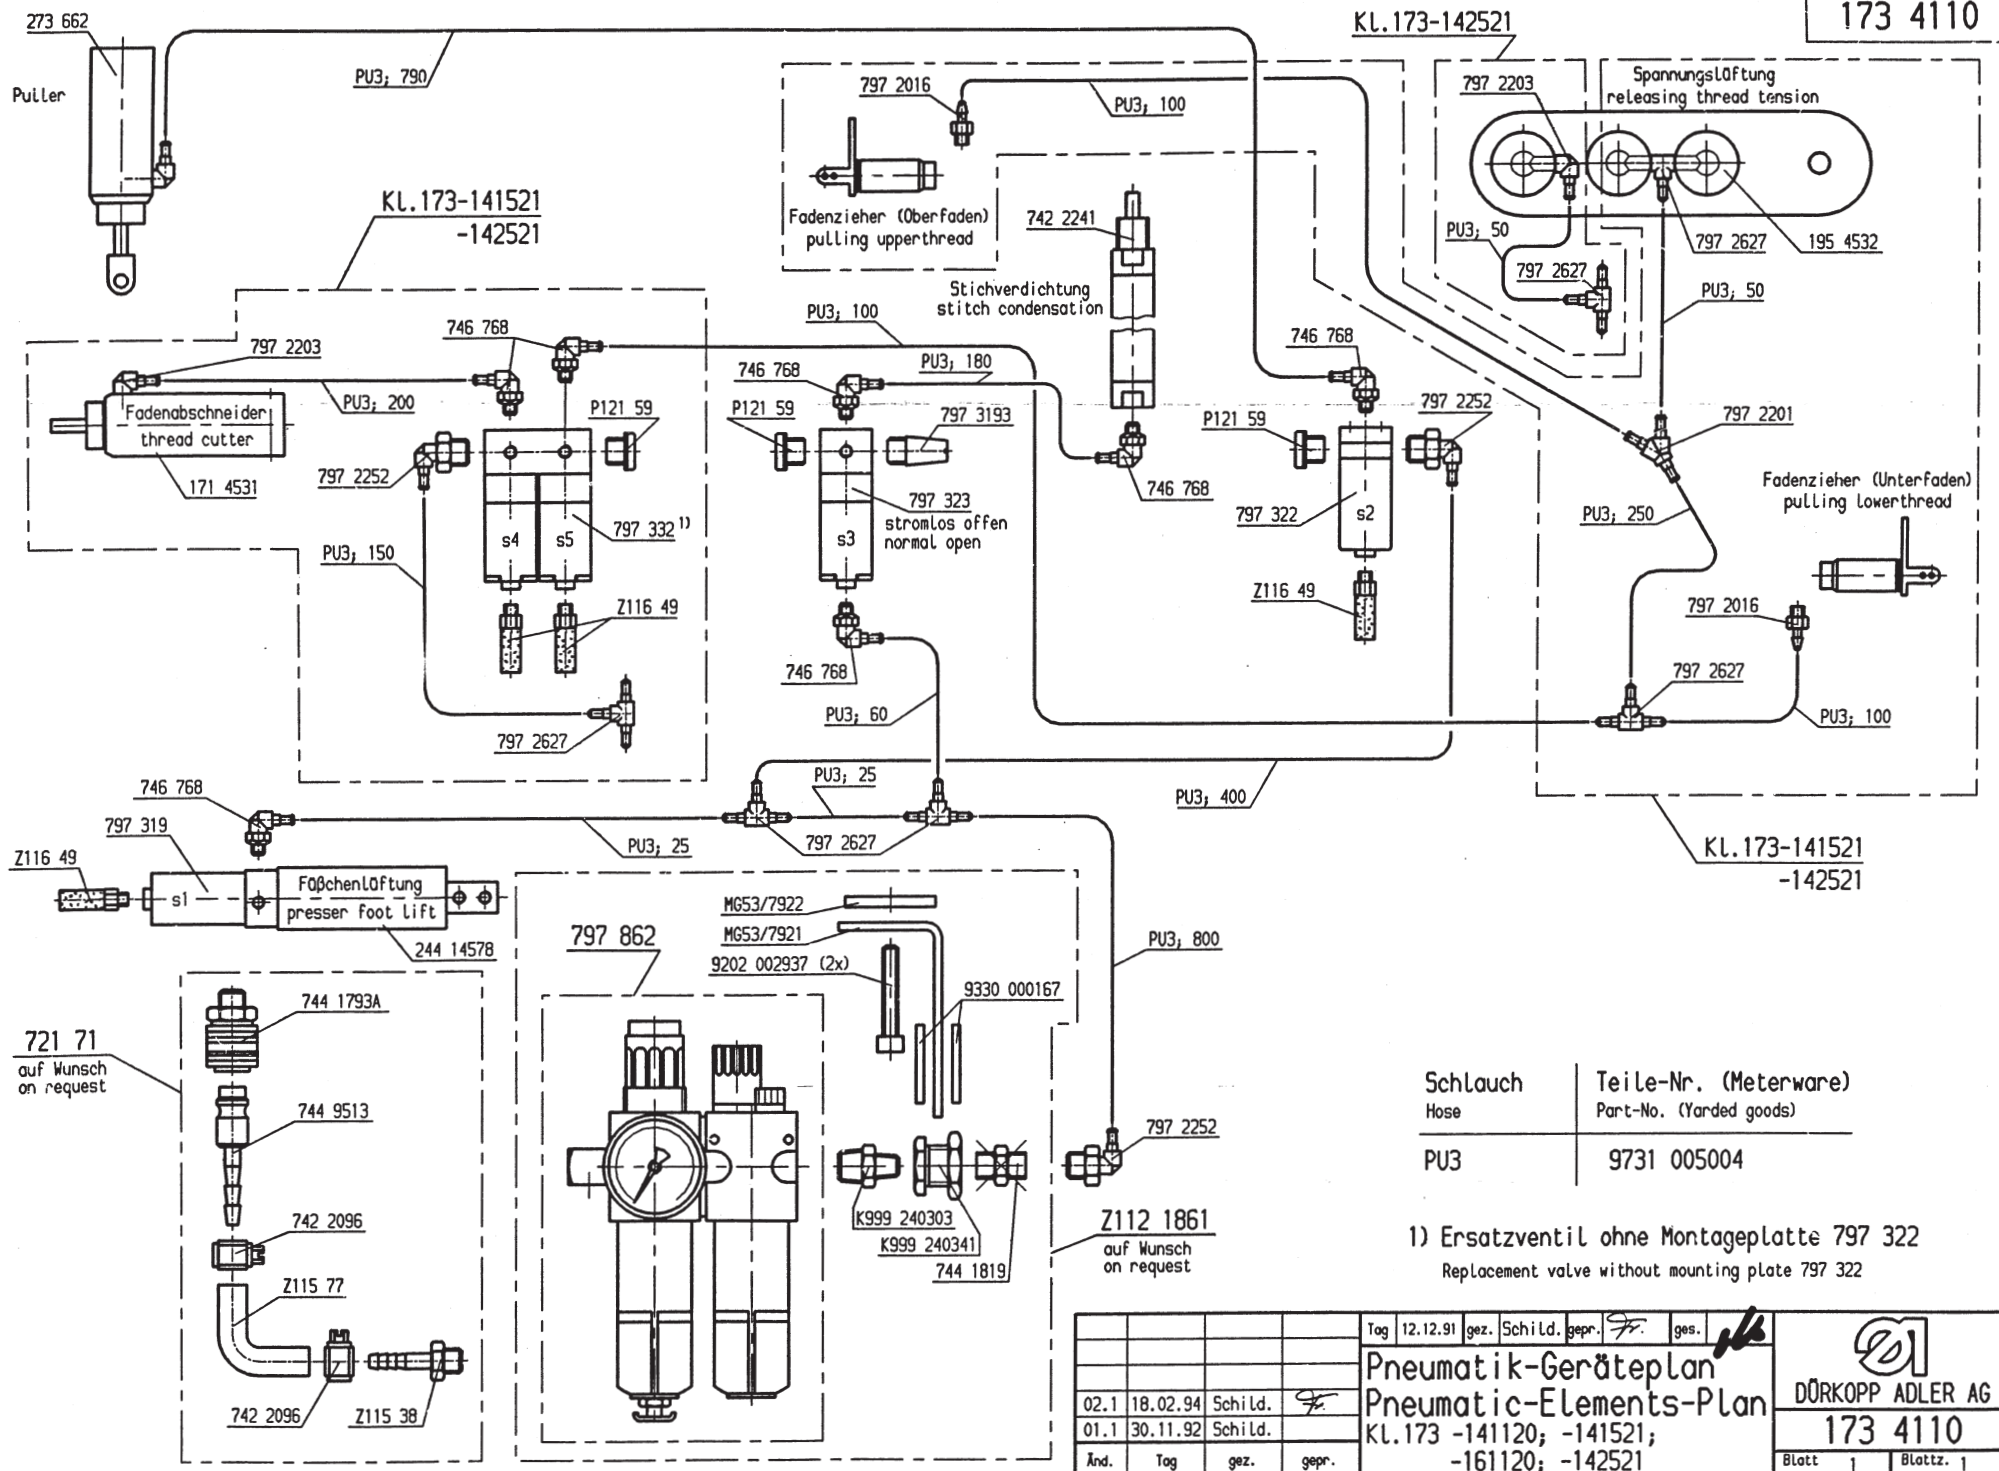 273 662
Puller
PU3; 790
Kl.173-142521
173 4110
797 2016
PU3; 100
797 2203
Spannungslüftung
releasing thread tension
Kl.173-141521
-142521
Fadenzieher (Oberfaden)
pulling upperthread
742 2241
PU3; 50
797 2627
195 4532
797 2627
PU3; 50
Stichverdichtung
stitch condensation
PU3; 100
746 768
797 2203
746 768
PU3; 180
746 768
PU3; 200
Fadenabschneider
thread cutter
P121 59
P121 59
797 3193
P121 59
797 2252
797 2201
797 2252
171 4531
746 768
797 323
stromlos offen
normal open
797 322
s2
PU3; 250
Fadenzieher (Unterfaden)
pulling lowerthread
s4
s5
797 332 1)
s3
PU3; 150
Z116 49
Z116 49
797 2016
746 768
797 2627
PU3; 60
PU3; 100
797 2627
746 768
PU3; 25
PU3; 400
797 319
PU3; 25
797 2627
Kl.173-141521
-142521
Z116 49
s1
Füßchenlüftung
presser foot lift
244 14578
MG53/7922
MG53/7921
797 862
PU3; 800
9202 002937 (2x)
9330 000167
744 1793A
721 71
auf Wunsch
on request
Schlauch
Teile-Nr. (Meterware)
Hose
Part-No. (Yarded goods)
744 9513
797 2252
PU3
9731 005004
742 2096
K999 240303
K999 240341
744 1819
Z112 1861
auf Wunsch
on request
1) Ersatzventil ohne Montageplatte 797 322
Replacement valve without mounting plate 797 322
Z115 77
742 2096
Z115 38
Tag 12.12.91 gez. Schild. gepr. ges.
Pneumatik-Geräteplan
Pneumatic-Elements-Plan
Kl.173 -141120; -141521;
-161120; -142521
02.1 18.02.94 Schild.
01.1 30.11.92 Schild.
Änd. Tag gez. gepr.
DÜRKOPP ADLER AG
173 4110
Blatt 1 Blattz. 1